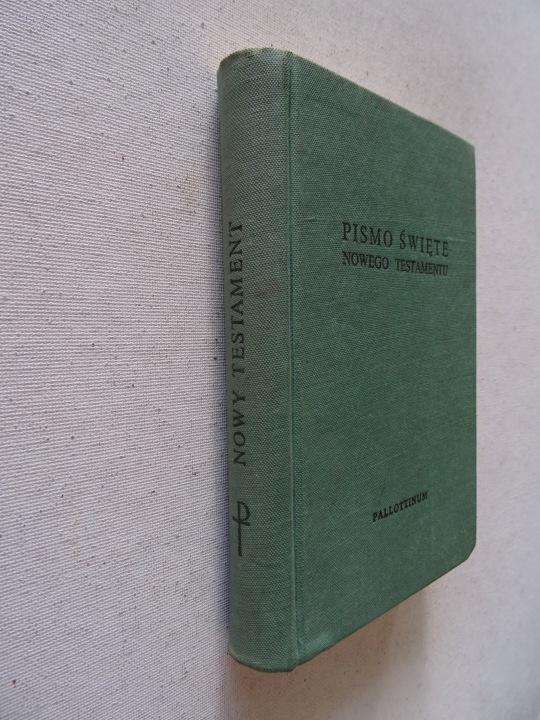 NOWY TESTAMENT
PISMO ŚWIĘTE
NOWEGO TESTAMENTU
PALLOTTINUM